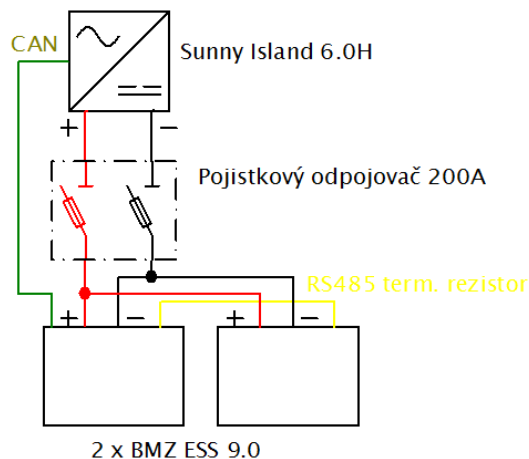 CAN
Sunny Island 6.0H
+ −
Pojistkový odpojovač 200A
RS485 term. rezistor
+ − + −
2 x BMZ ESS 9.0